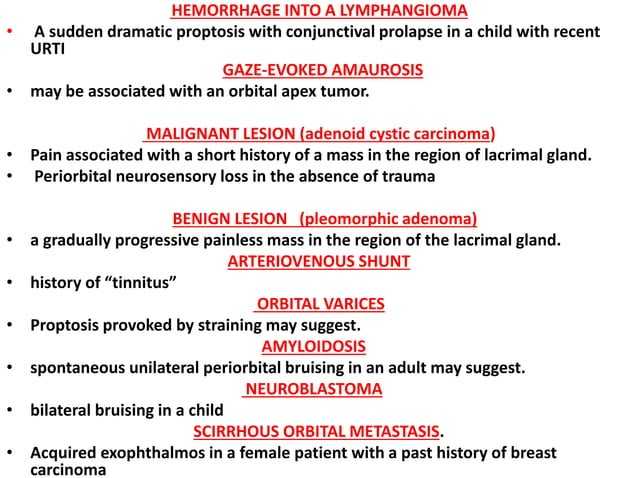 HEMORRHAGE INTO A LYMPHANGIOMA
• A sudden dramatic proptosis with conjunctival prolapse in a child with recent
URTI
GAZE-EVOKED AMAUROSIS
• may be associated with an orbital apex tumor.
MALIGNANT LESION (adenoid cystic carcinoma)
• Pain associated with a short history of a mass in the region of lacrimal gland.
• Periorbital neurosensory loss in the absence of trauma
BENIGN LESION (pleomorphic adenoma)
• a gradually progressive painless mass in the region of the lacrimal gland.
ARTERIOVENOUS SHUNT
• history of “tinnitus”
ORBITAL VARICES
• Proptosis provoked by straining may suggest.
AMYLOIDOSIS
• spontaneous unilateral periorbital bruising in an adult may suggest.
NEUROBLASTOMA
• bilateral bruising in a child
SCIRRHOUS ORBITAL METASTASIS.
• Acquired exophthalmos in a female patient with a past history of breast
carcinoma